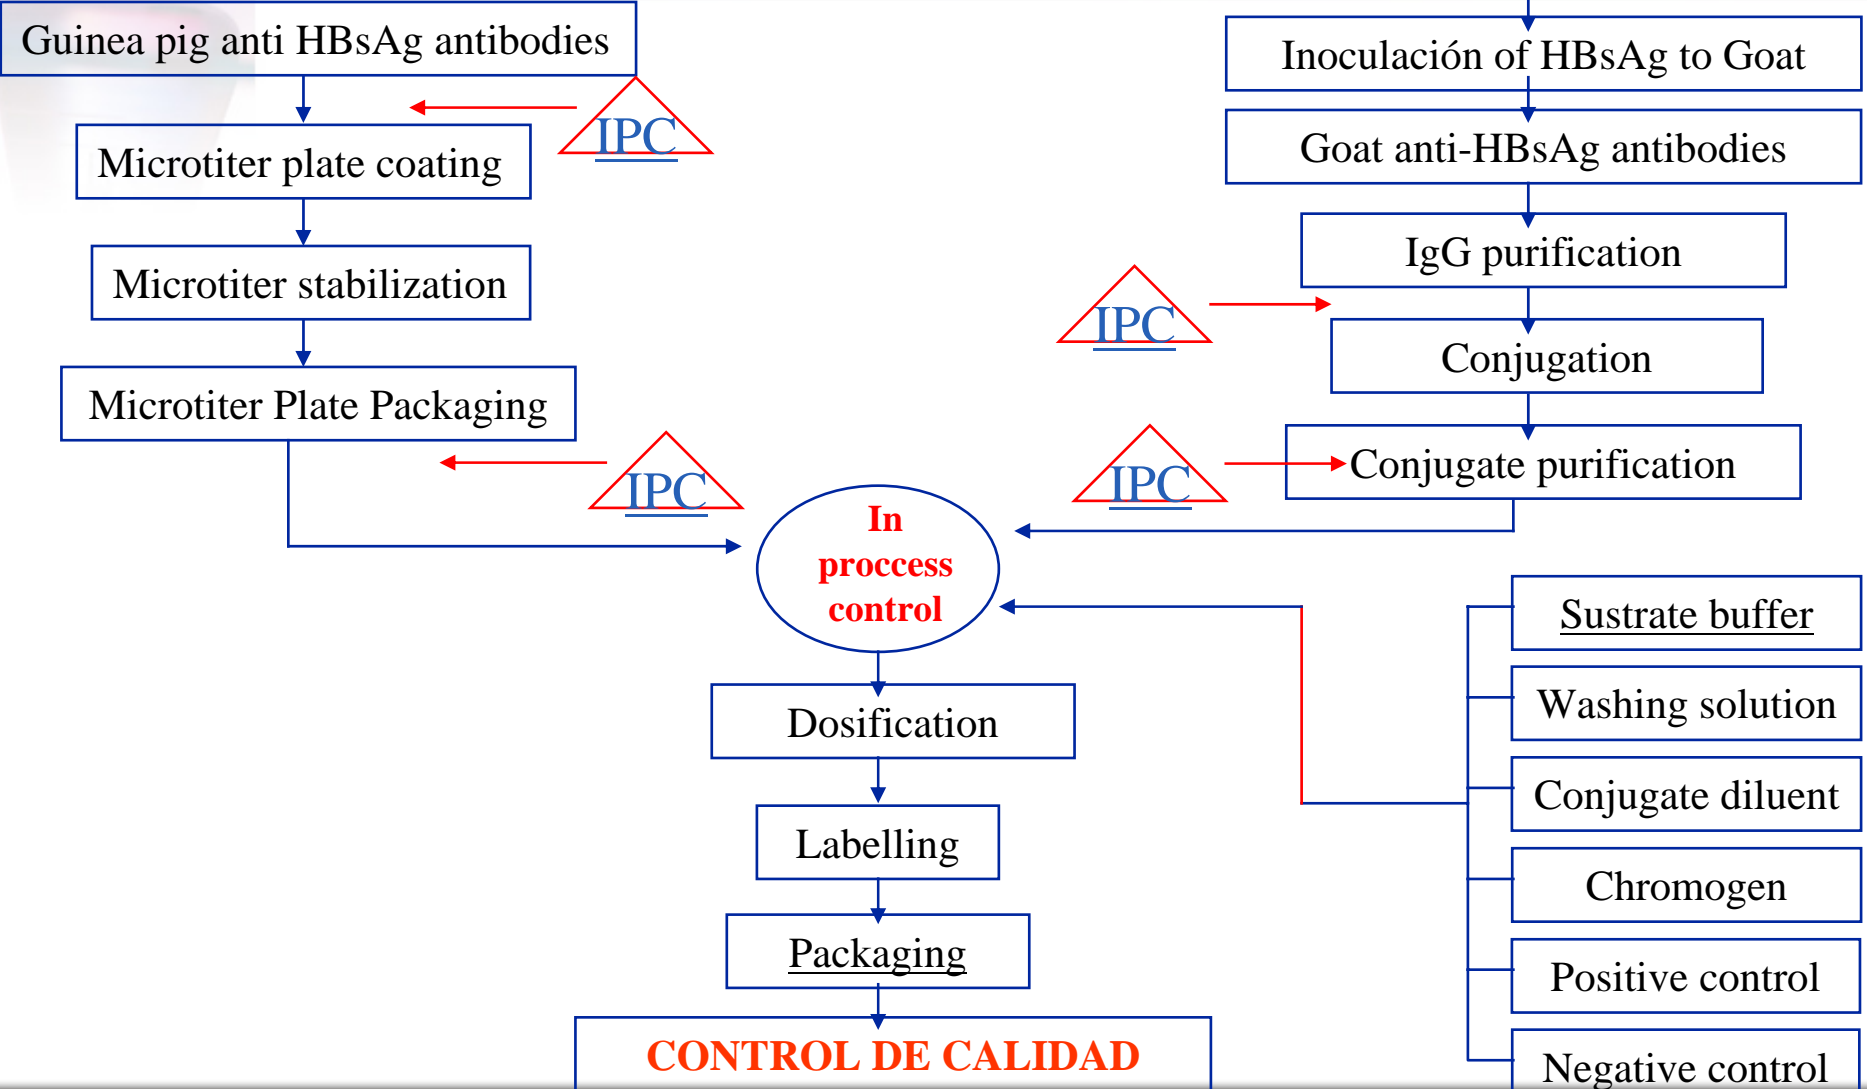 Guinea pig anti HBsAg antibodies
IPC
Microtiter plate coating
Microtiter stabilization
Microtiter Plate Packaging
IPC
Inoculación of HBsAg to Goat
Goat anti-HBsAg antibodies
IgG purification
IPC
Conjugation
IPC
Conjugate purification
In
proccess
control
Dosification
Labelling
Packaging
CONTROL DE CALIDAD
Sustrate buffer
Washing solution
Conjugate diluent
Chromogen
Positive control
Negative control